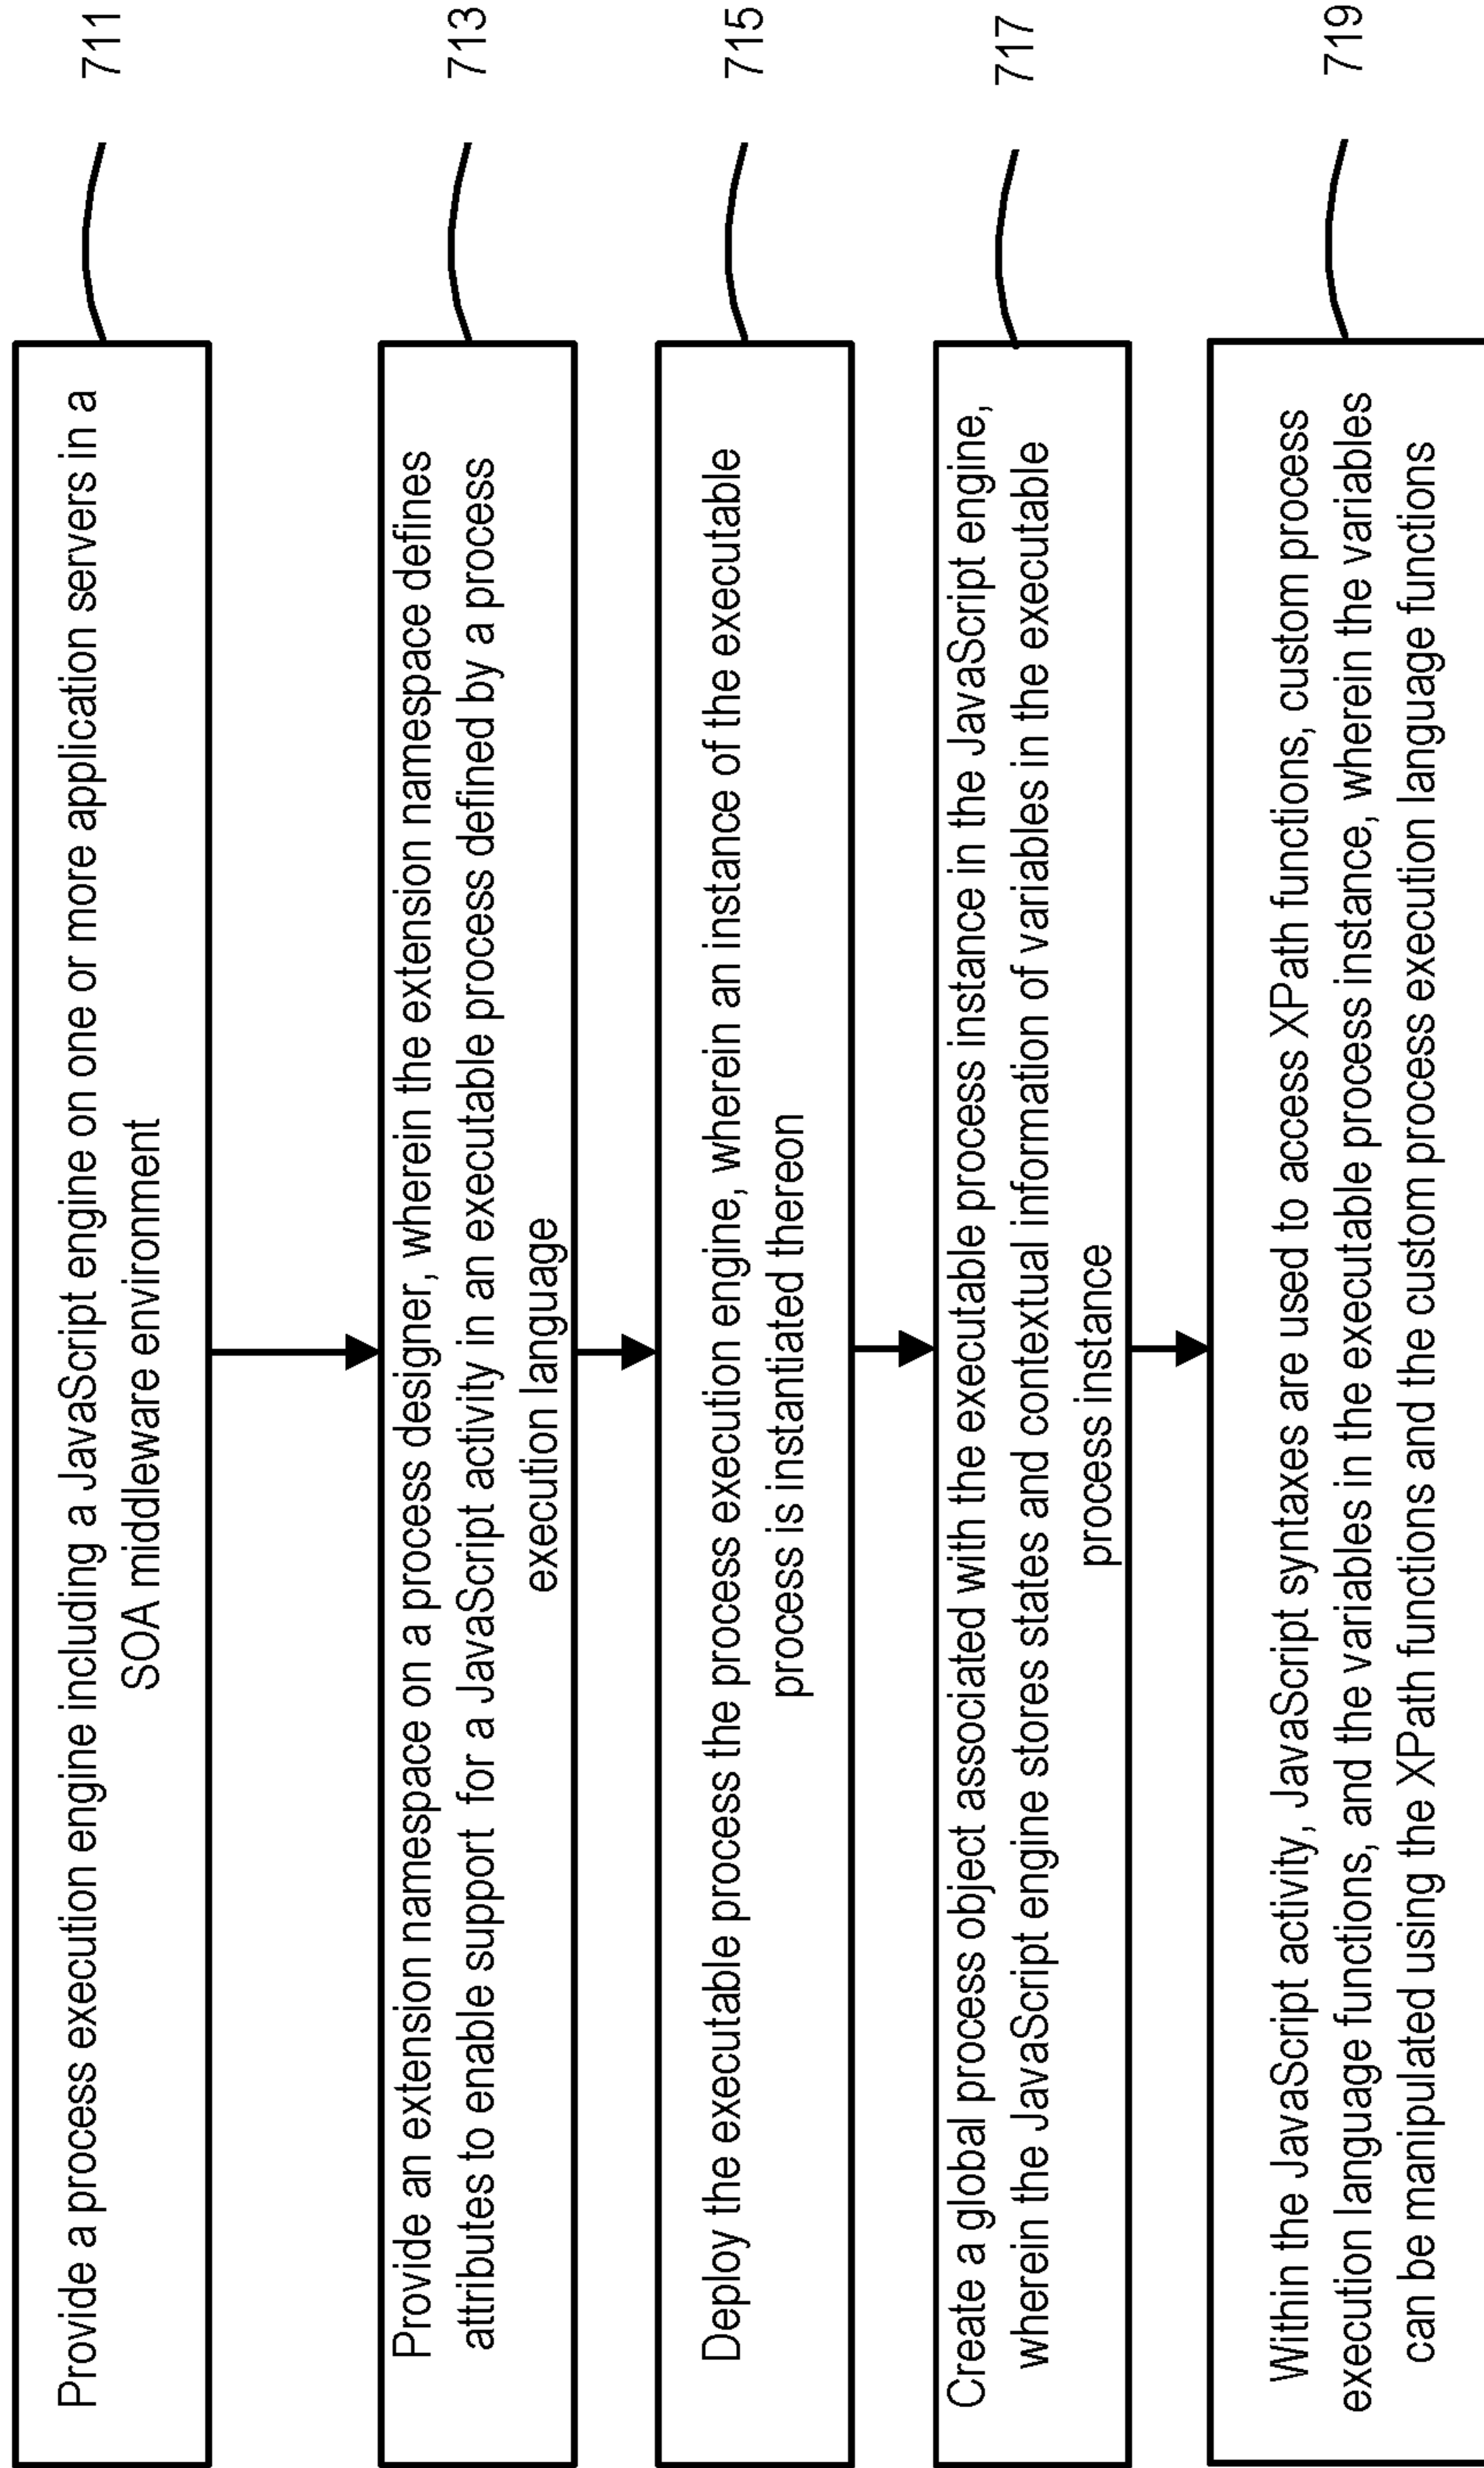 Provide a process execution engine including a JavaScript engine on one or more application servers in a
SOA middleware environment
711
Provide an extension namespace on a process designer, wherein the extension namespace defines
attributes to enable support for a JavaScript activity in an executable process defined by a process
execution language
713
Deploy the executable process the process execution engine, wherein an instance of the executable
process is instantiated thereon
715
Create a global process object associated with the executable process instance in the JavaScript engine,
wherein the JavaScript engine stores states and contextual information of variables in the executable
process instance
717
Within the JavaScript activity, JavaScript syntaxes are used to access XPath functions, custom process
execution language functions, and the variables in the executable process instance, wherein the variables
can be manipulated using the XPath functions and the custom process execution language functions
719